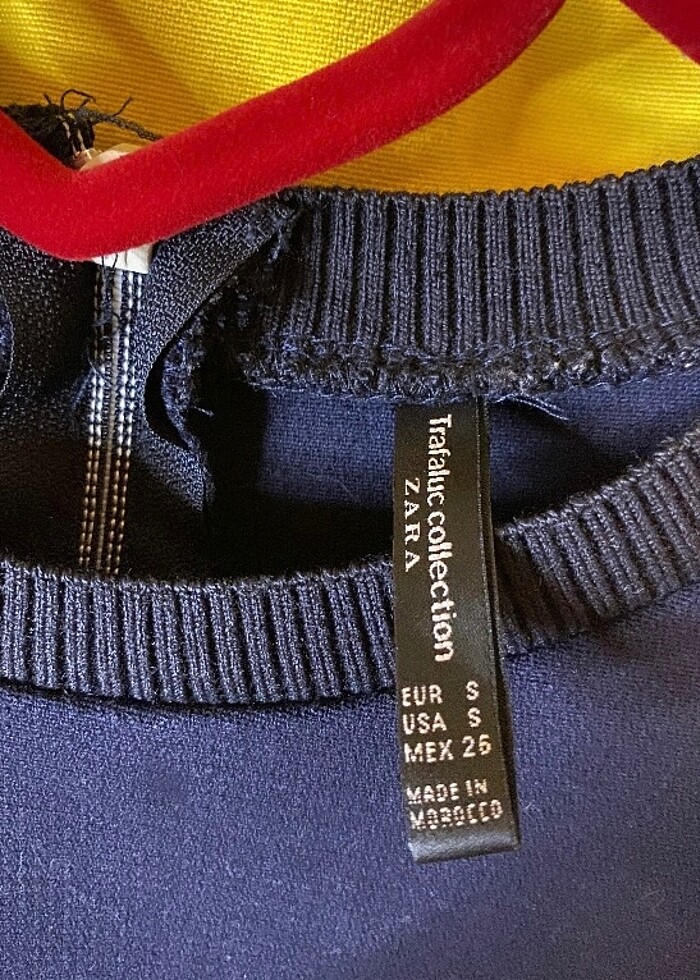 Trafaluc collection
ZARA
EUR S
USA S
MEX 26
MADE IN
MOROCCO